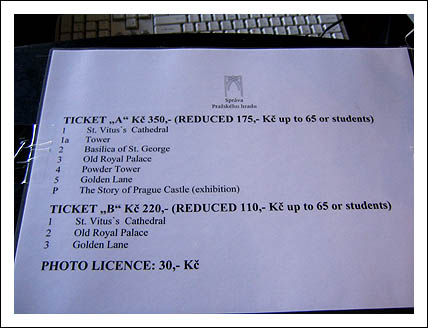 Správa
Pražského hradu
TICKET „A“ Kč 350,- (REDUCED 175,- Kč up to 65 or students)
1 St. Vitus`s Cathedral
1a Tower
2 Basilica of St. George
3 Old Royal Palace
4 Powder Tower
5 Golden Lane
P The Story of Prague Castle (exhibition)
TICKET „B“ Kč 220,- (REDUCED 110,- Kč up to 65 or students)
1 St. Vitus`s Cathedral
2 Old Royal Palace
3 Golden Lane
PHOTO LICENCE: 30,- Kč